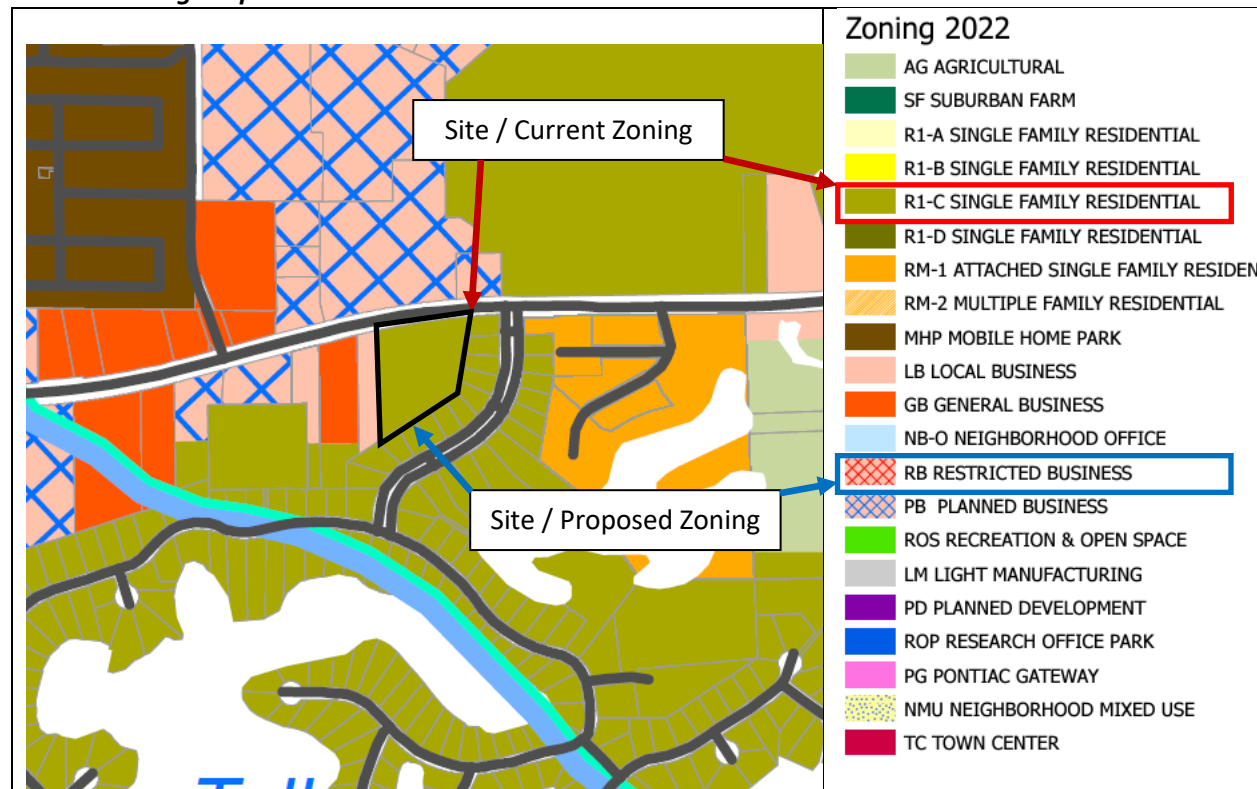 Site / Current Zoning
Site / Proposed Zoning
Zoning 2022
AG AGRICULTURAL
SF SUBURBAN FARM
R1-A SINGLE FAMILY RESIDENTIAL
R1-B SINGLE FAMILY RESIDENTIAL
R1-C SINGLE FAMILY RESIDENTIAL
R1-D SINGLE FAMILY RESIDENTIAL
RM-1 ATTACHED SINGLE FAMILY RESIDEN
RM-2 MULTIPLE FAMILY RESIDENTIAL
MHP MOBILE HOME PARK
LB LOCAL BUSINESS
GB GENERAL BUSINESS
NB-O NEIGHBORHOOD OFFICE
RB RESTRICTED BUSINESS
PB PLANNED BUSINESS
ROS RECREATION & OPEN SPACE
LM LIGHT MANUFACTURING
PD PLANNED DEVELOPMENT
ROP RESEARCH OFFICE PARK
PG PONTIAC GATEWAY
NMU NEIGHBORHOOD MIXED USE
TC TOWN CENTER